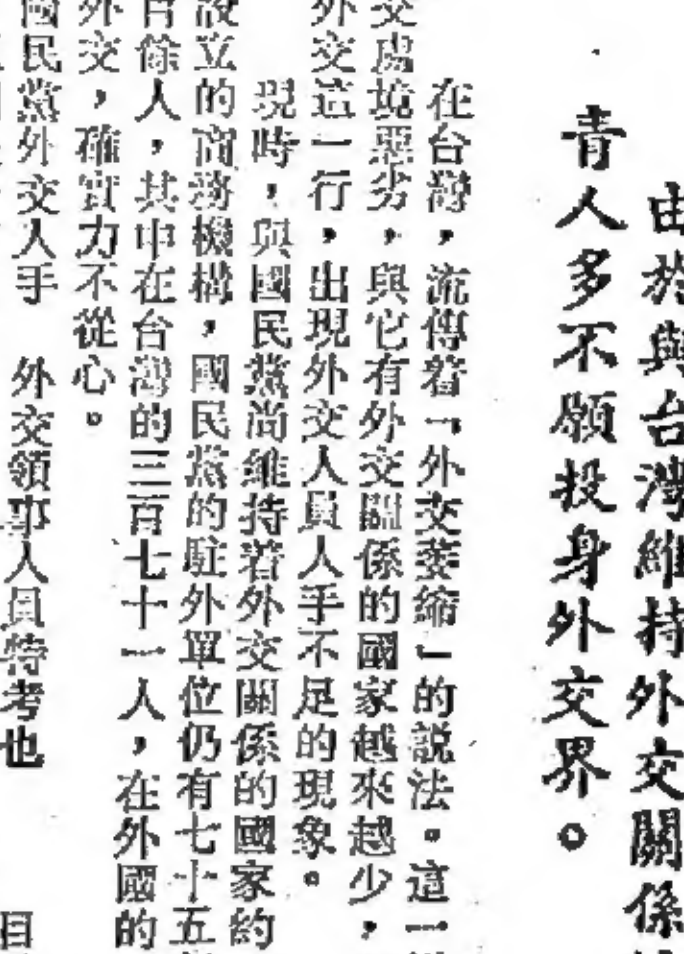 由於與台灣維持外交關係
青人多不願投身外交界。
在台灣，流傳着「外交萎縮」的說法。這一
交處境惡劣，與它有外交關係的國家越來越少，
外交這一行，出現外交人員人手不足的現象。
現時，與國民黨尚維持着外交關係的國家約
設立的商務機構，國民黨的駐外單位仍有七十五
百餘人，其中在台灣的三百七十一人，在外國的
外交，確實力不從心。
國民黨外交人手 外交領事人員特考也
目